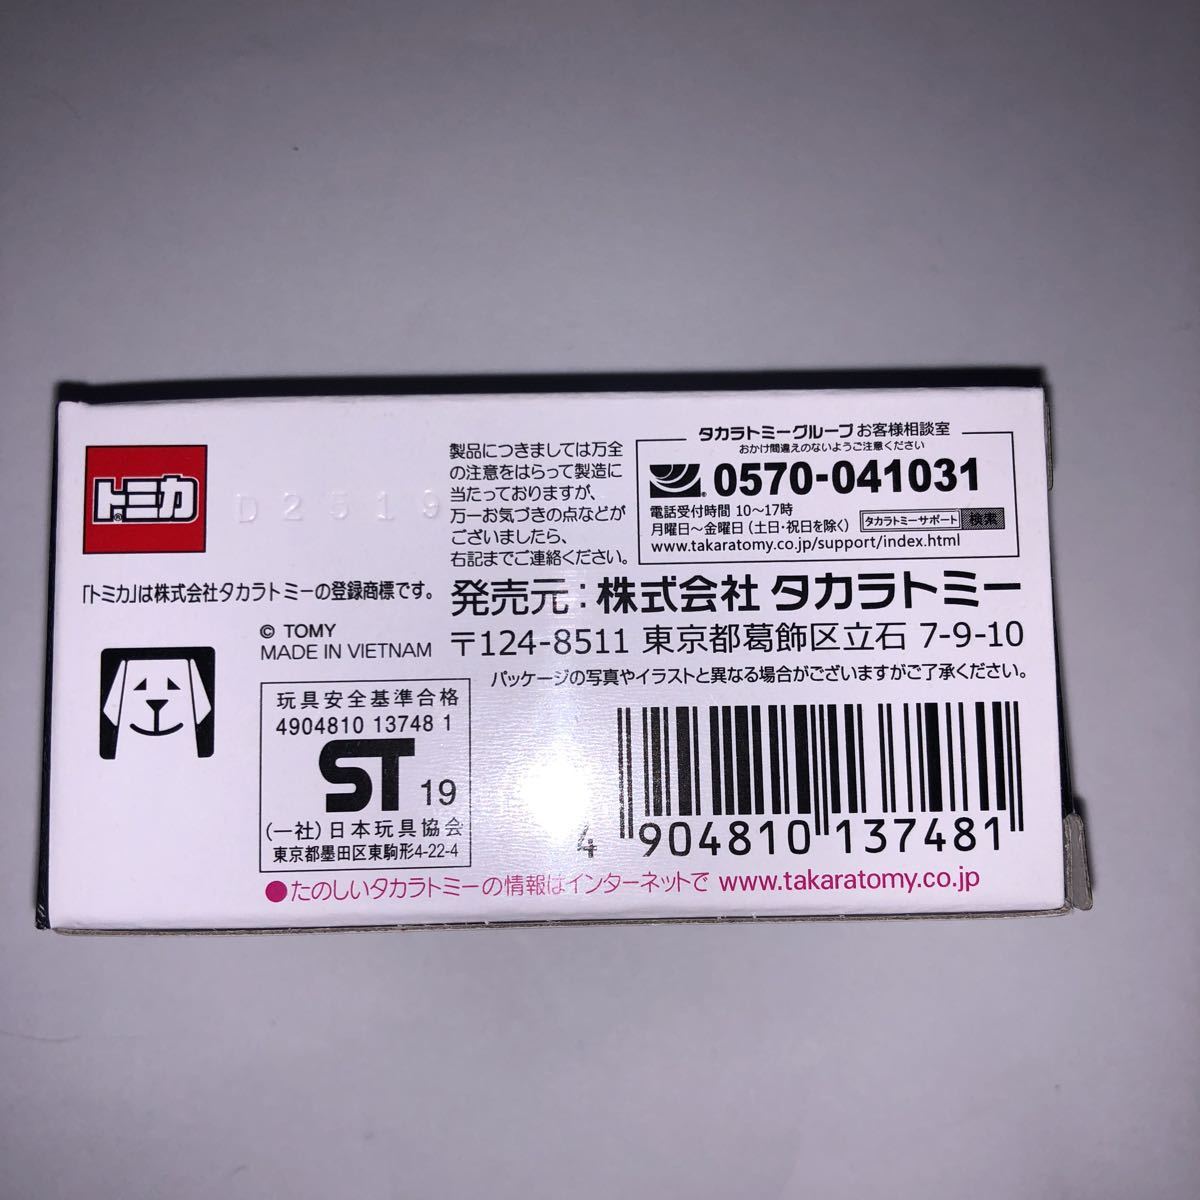 トミカ®
D2519
「トミカ」は株式会社タカラトミーの登録商標です。
© TOMY
MADE IN VIETNAM
玩具安全基準合格
4904810 13748 1
ST 19
(一社)日本玩具協会
東京都墨田区東駒形4-22-4
製品につきましては万全
の注意をはらって製造に
当たっておりますが、
万一お気づきの点などが
ございましたら、
右記までご連絡ください。
タカラトミーグループ お客様相談室
おかけ間違えのないようご注意ください
0570-041031
電話受付時間 10〜17時
月曜日〜金曜日 (土日・祝日を除く) タカラトミーサポート 検索
www.takaratomy.co.jp/support/index.html
発売元:株式会社 タカラトミー
〒124-8511 東京都葛飾区立石 7-9-10
パッケージの写真やイラストと異なる場合がございますがご了承ください。
4 904810 137481
●たのしいタカラトミーの情報はインターネットで www.takaratomy.co.jp